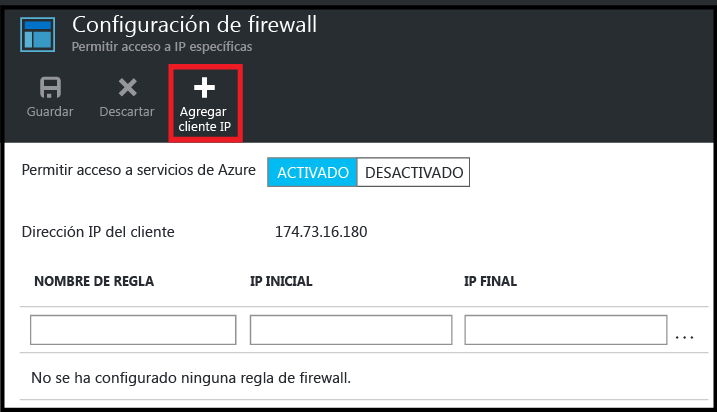 Configuración de firewall
Permitir acceso a IP específicas
Guardar
Descartar
Agregar
cliente IP
Permitir acceso a servicios de Azure ACTIVADO DESACTIVADO
Dirección IP del cliente 174.73.16.180
NOMBRE DE REGLA IP INICIAL IP FINAL
...
No se ha configurado ninguna regla de firewall.